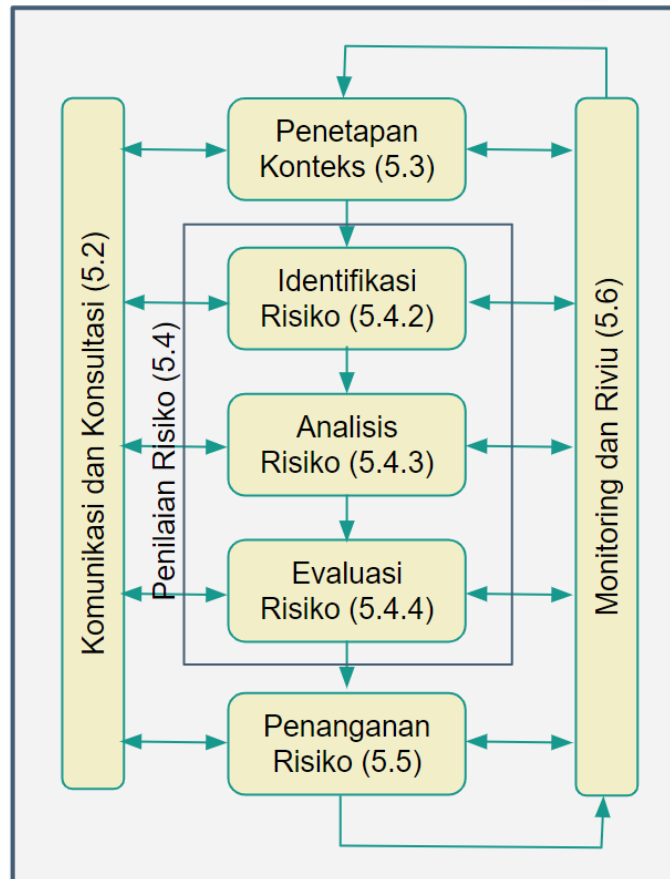 Komunikasi dan Konsultasi (5.2)
Penetapan
Konteks (5.3)
Penilaian Risiko (5.4)
Identifikasi
Risiko (5.4.2)
Analisis
Risiko (5.4.3)
Evaluasi
Risiko (5.4.4)
Penanganan
Risiko (5.5)
Monitoring dan Riviu (5.6)